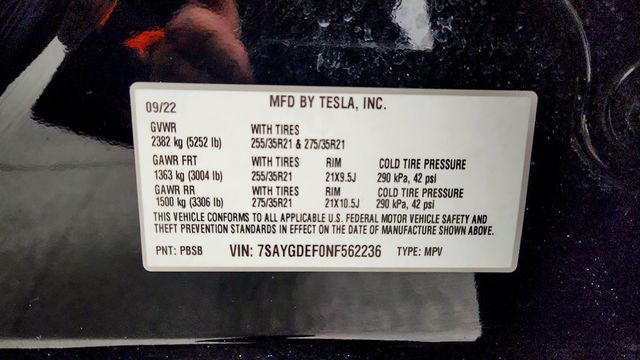 09/22 MFD BY TESLA, INC.
GVWR WITH TIRES
2382 kg (5252 lb) 255/35R21 & 275/35R21
GAWR FRT WITH TIRES RIM COLD TIRE PRESSURE
1363 kg (3004 lb) 255/35R21 21X9.5J 290 kPa, 42 psi
GAWR RR WITH TIRES RIM COLD TIRE PRESSURE
1500 kg (3306 lb) 275/35R21 21X10.5J 290 kPa, 42 psi
THIS VEHICLE CONFORMS TO ALL APPLICABLE U.S. FEDERAL MOTOR VEHICLE SAFETY AND
THEFT PREVENTION STANDARDS IN EFFECT ON THE DATE OF MANUFACTURE SHOWN ABOVE.
PNT: PBSB VIN: 7SAYGDEF0NF562236 TYPE: MPV